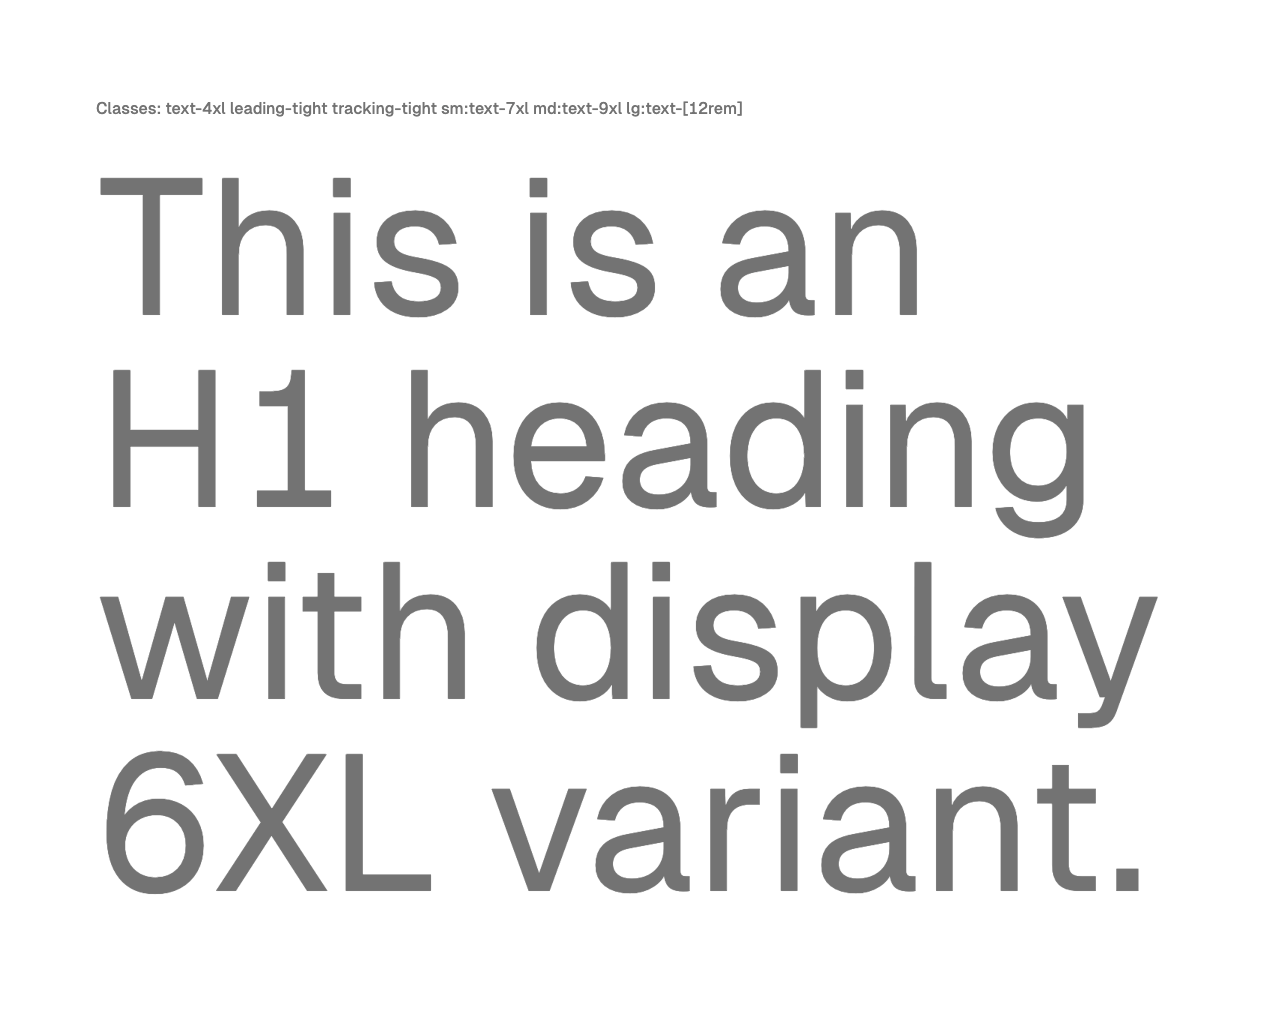 Classes: text-4xl leading-tight tracking-tight sm:text-7xl md:text-9xl lg:text-[12rem]
This is an
H1 heading
with display
6XL variant.